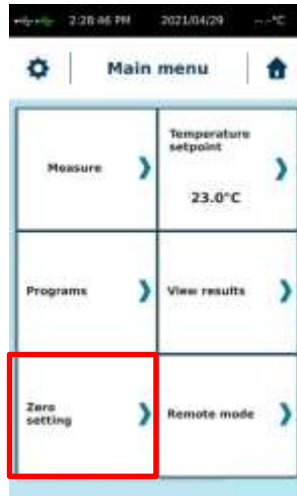 2:28:46 PM 2021/04/29 --.-°C
Main menu
Measure
Temperature
setpoint
23.0°C
Programs
View results
Zero
setting
Remote mode